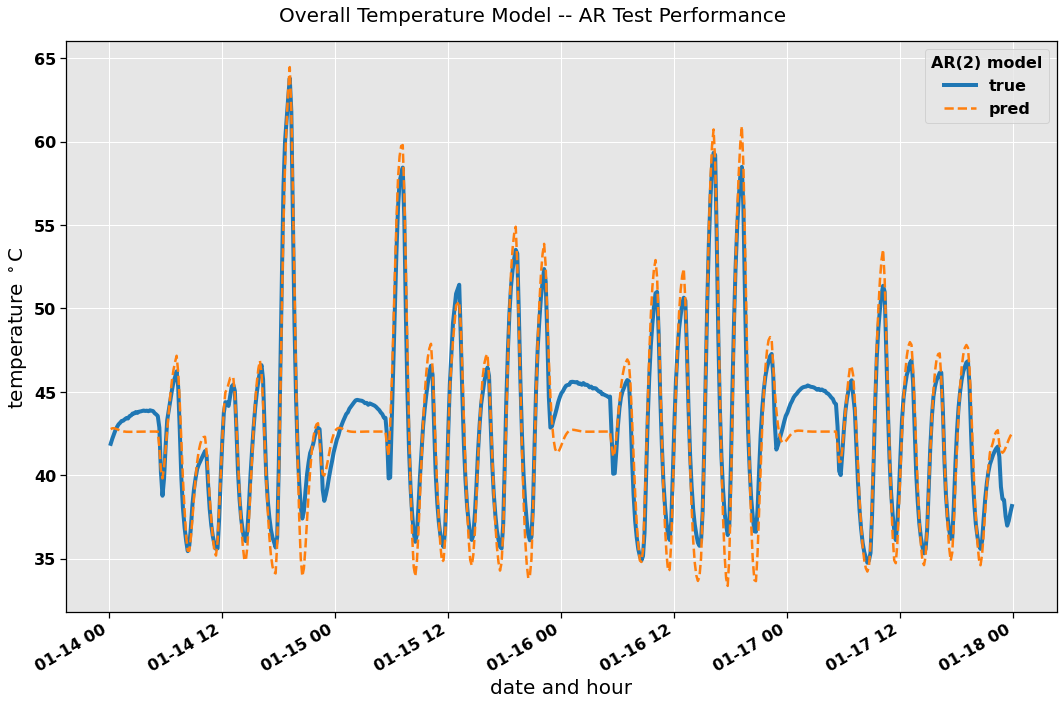 Overall Temperature Model -- AR Test Performance
AR(2) model
true
pred
temperature °C
65
60
55
50
45
40
35
01-14 00
01-14 12
01-15 00
01-15 12
01-16 00
01-16 12
01-17 00
01-17 12
01-18 00
date and hour